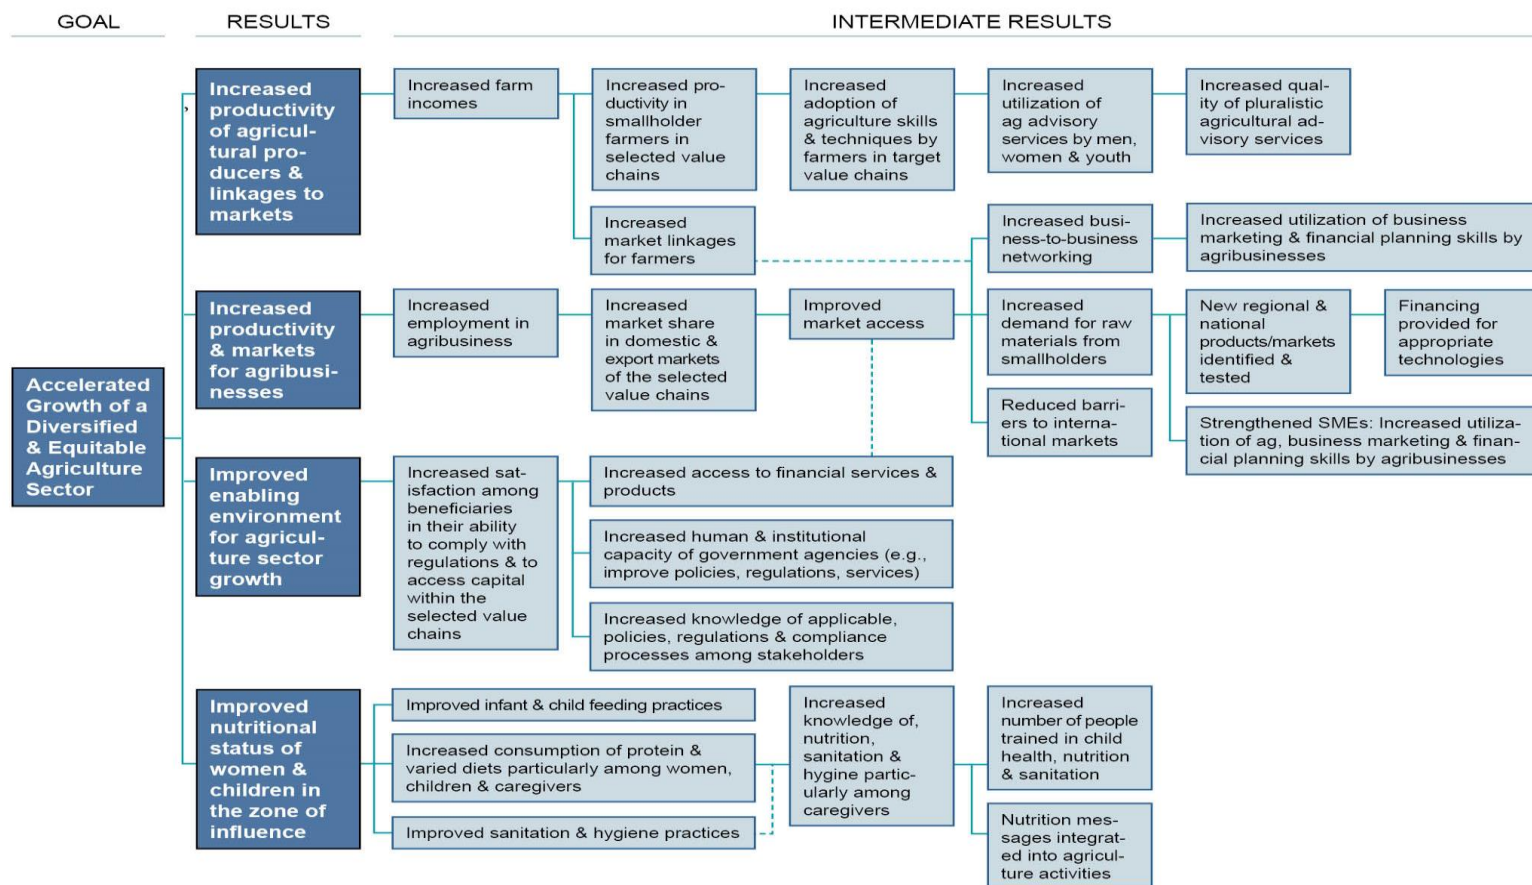 GOAL
RESULTS
INTERMEDIATE RESULTS
Accelerated
Growth of a
Diversified
& Equitable
Agriculture
Sector
Increased
productivity
of agricul-
tural pro-
ducers &
linkages to
markets
Increased farm
incomes
Increased pro-
ductivity in
smallholder
farmers in
selected value
chains
Increased
adoption of
agriculture skills
& techniques by
farmers in target
value chains
Increased
utilization of
ag advisory
services by men,
women & youth
Increased qual-
ity of pluralistic
agricultural ad-
visory services
Increased
market linkages
for farmers
Increased busi-
ness-to-business
networking
Increased utilization of business
marketing & financial planning skills by
agribusinesses
Increased
productivity
& markets
for agribusi-
nesses
Increased
employment in
agribusiness
Increased
market share
in domestic &
export markets
of the selected
value chains
Improved
market access
Increased
demand for raw
materials from
smallholders
New regional &
national
products/markets
identified &
tested
Financing
provided for
appropriate
technologies
Reduced barri-
ers to inter-
national markets
Strengthened SMEs: Increased utiliza-
tion of ag, business marketing & finan-
cial planning skills by agribusinesses
Improved
enabling
environment
for agricul-
ture sector
growth
Increased sat-
isfaction among
beneficiaries
in their ability
to comply with
regulations & to
access capital
within the
selected value
chains
Increased access to financial services &
products
Increased human & institutional
capacity of government agencies (e.g.,
improve policies, regulations, services)
Increased knowledge of applicable,
policies, regulations & compliance
processes among stakeholders
Improved
nutritional
status of
women &
children in
the zone of
influence
Improved infant & child feeding practices
Increased consumption of protein &
varied diets particularly among women,
children & caregivers
Improved sanitation & hygiene practices
Increased
knowledge of,
nutrition,
sanitation &
hygine partic-
ularly among
caregivers
Increased
number of people
trained in child
health, nutrition
& sanitation
Nutrition mes-
sages integrat-
ed into agricul-
ture activities